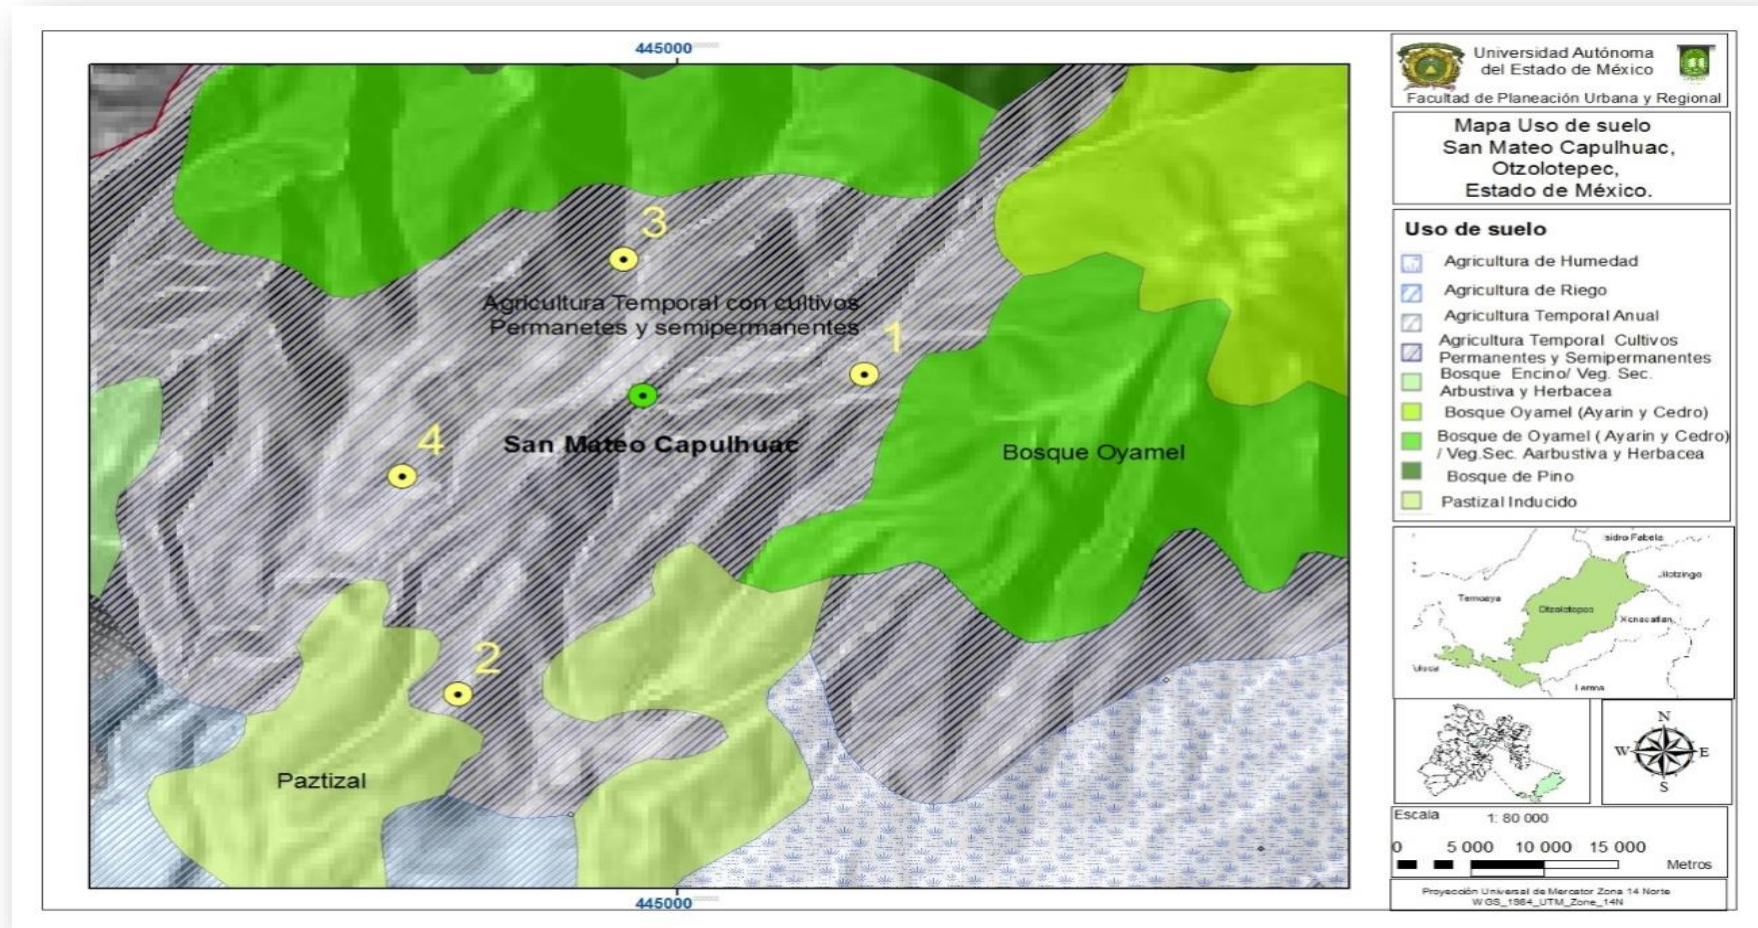 445000
3
Agricultura Temporal con cultivos
Permanetes y semipermanentes
1
4
San Mateo Capulhuac
Bosque Oyamel
2
Paztizal
445000
Universidad Autónoma
del Estado de México
Facultad de Planeación Urbana y Regional
Mapa Uso de suelo
San Mateo Capulhuac,
Otzolotepec,
Estado de México.
Uso de suelo
Agricultura de Humedad
Agricultura de Riego
Agricultura Temporal Anual
Agricultura Temporal Cultivos
Permanentes y Semipermanentes
Bosque Encino/ Veg. Sec.
Arbustiva y Herbacea
Bosque Oyamel (Ayarin y Cedro)
Bosque de Oyamel ( Ayarin y Cedro)
/ Veg.Sec. Aarbustiva y Herbacea
Bosque de Pino
Pastizal Inducido
Isidro Fabela
Jilotzingo
Temoaya
Otzolotepec
Xonacatlan
Lerma
N
W E
S
Escala 1: 80 000
0 5 000 10 000 15 000
Metros
Proyección Universal de Mercator Zona 14 Norte
WGS_1984_UTM_Zone_14N